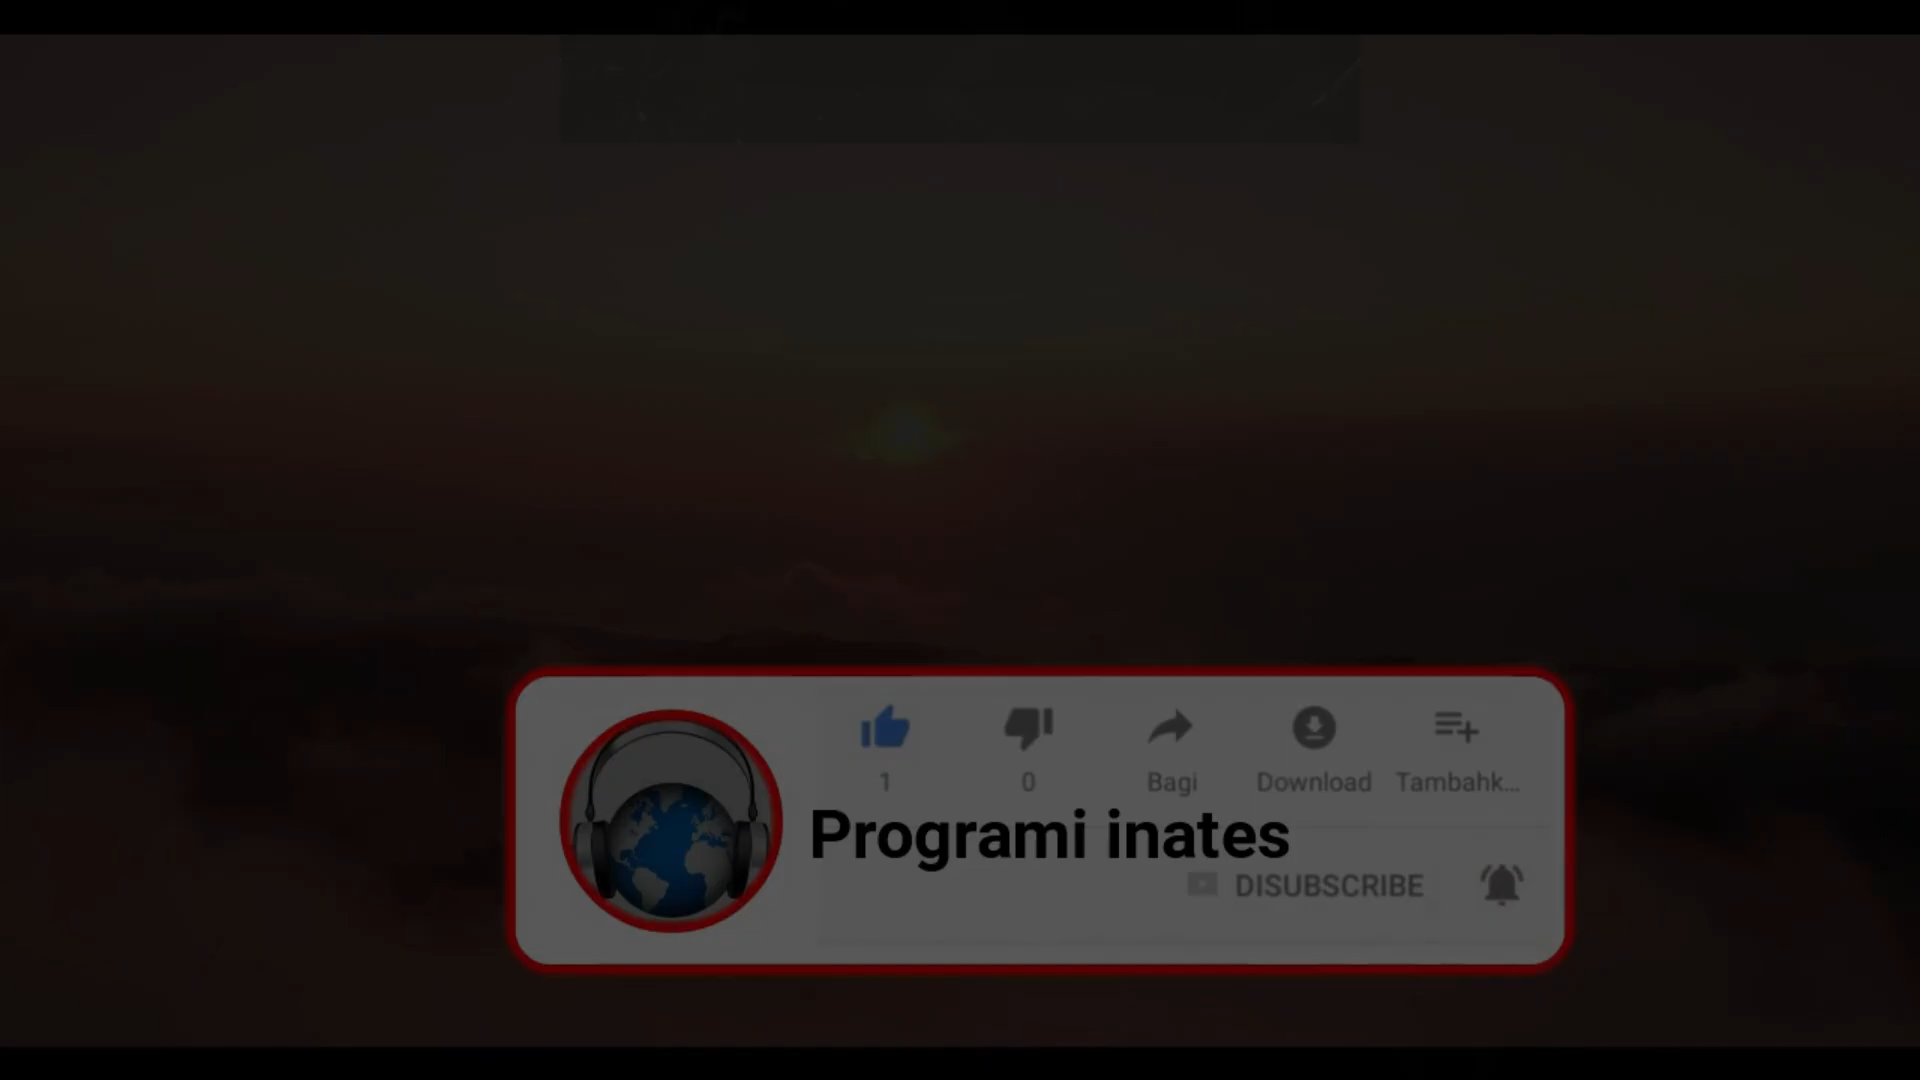 1
0
Bagi
Download
Tambahk...
Programi inates
DISUBSCRIBE